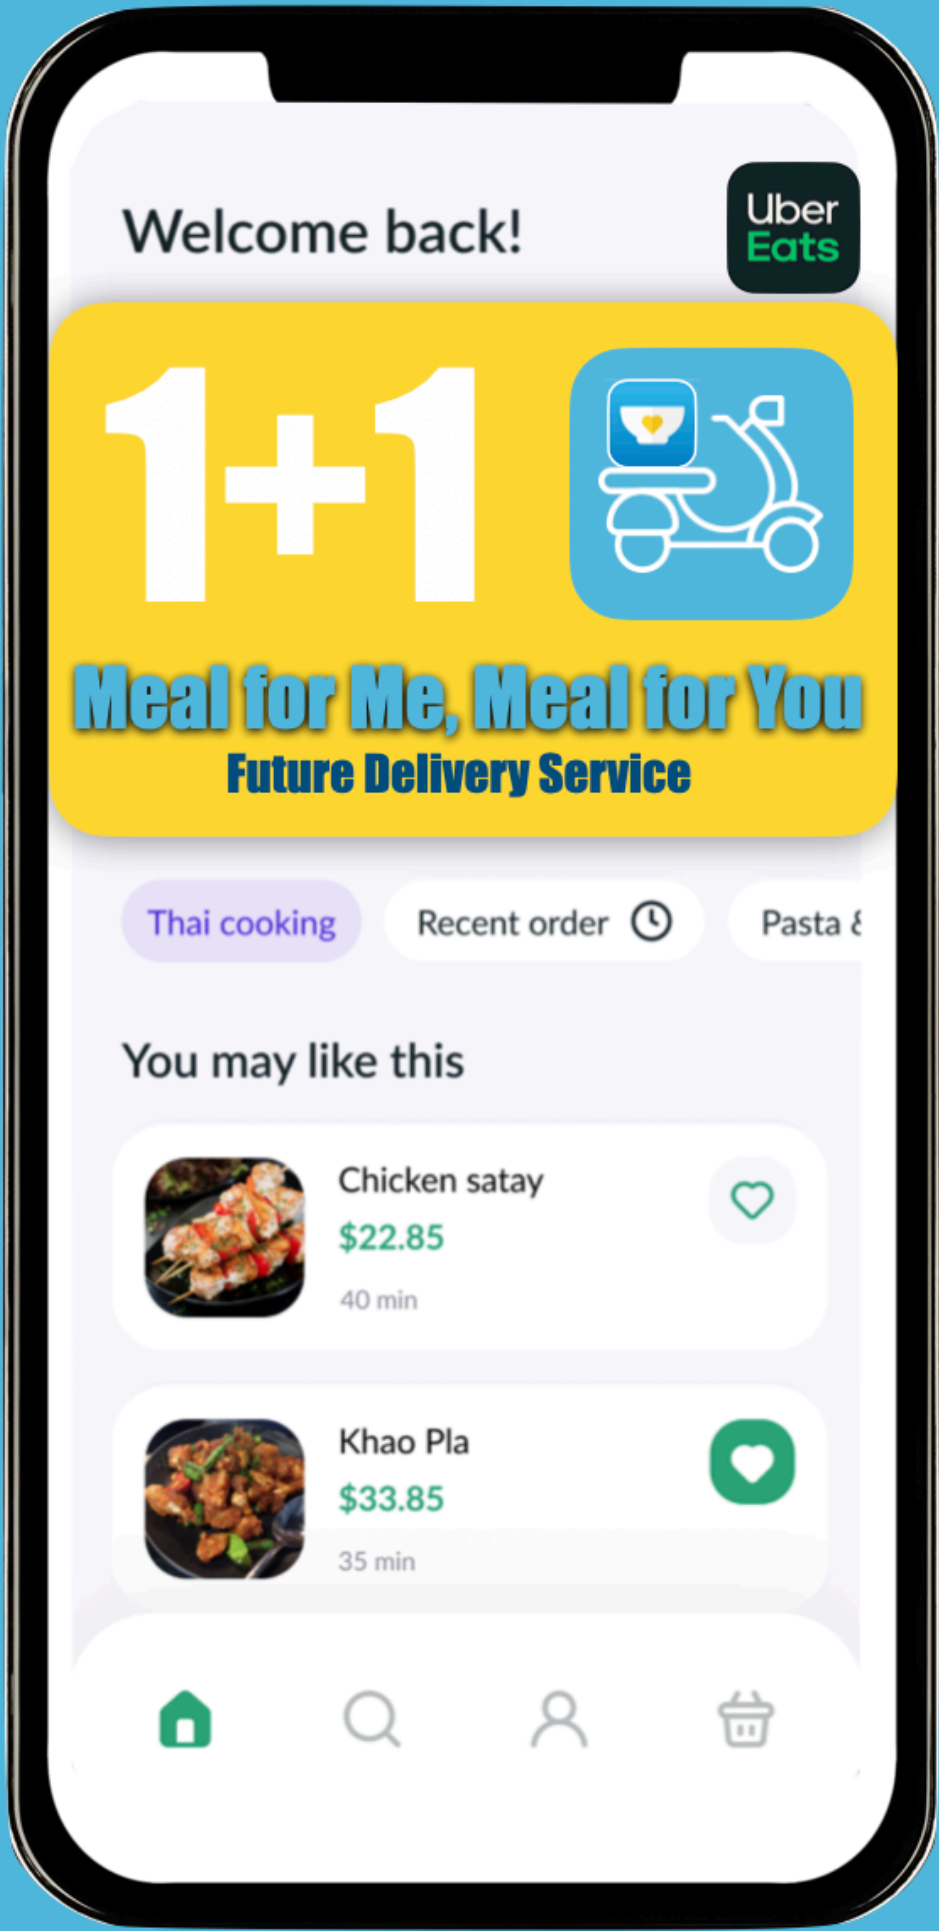 Welcome back!
Uber
Eats
1+1
Meal for Me, Meal for You
Future Delivery Service
Thai cooking
Recent order
Pasta &
You may like this
Chicken satay
$22.85
40 min
Khao Pla
$33.85
35 min